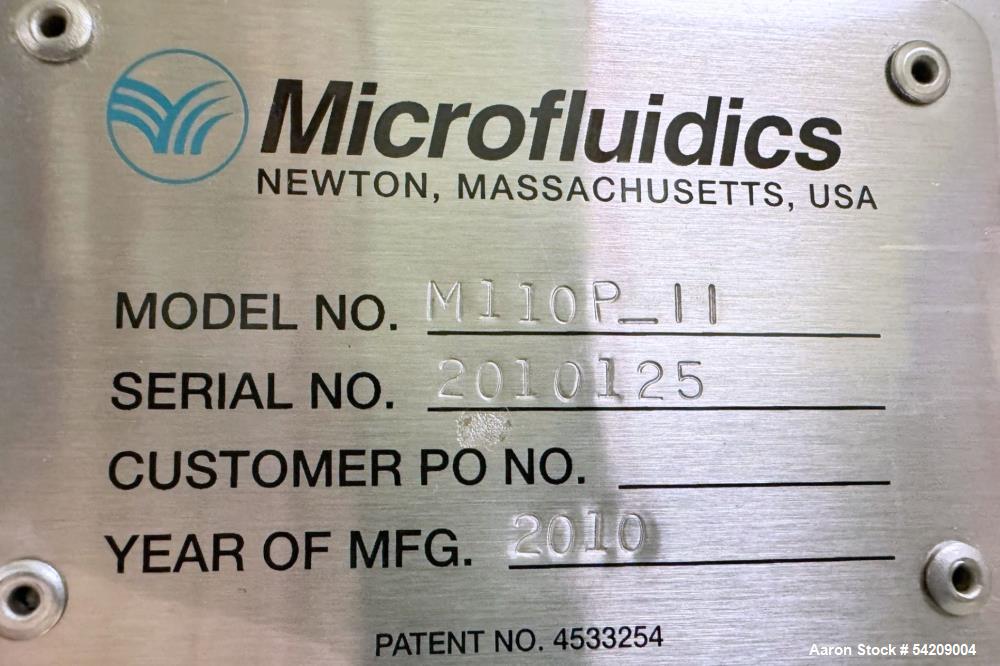 Microfluidics
NEWTON, MASSACHUSETTS, USA
MODEL NO. M110P_11
SERIAL NO. 2010125
CUSTOMER PO NO.
YEAR OF MFG. 2010
PATENT NO. 4533254
Aaron Stock # 54209004